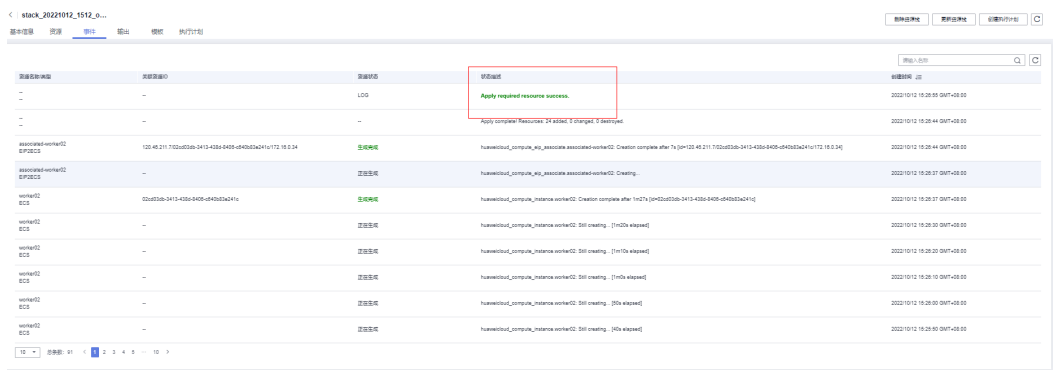 stack_20221012_1512_o...
删除资源栈 更新资源栈 创建执行计划
基本信息 资源 事件 输出 模板 执行计划
请输入名称
资源名称/类型 关联资源ID 资源状态 状态描述 创建时间
-- -- LOG Apply required resource success. 2022/10/12 15:26:55 GMT+08:00
--
-- -- -- Apply complete! Resources: 24 added, 0 changed, 0 destroyed. 2022/10/12 15:26:44 GMT+08:00
--
associated-worker02 120.46.211.7/02cd03db-3413-438d-8406-c640b83a241c/172.16.0.34 生成完成 huaweicloud_compute_eip_associate.associated-worker02: Creation complete after 7s [id=120.46.211.7/02cd03db-3413-438d-8406-c640b83a241c/172.16.0.34] 2022/10/12 15:26:44 GMT+08:00
EIP2ECS
associated-worker02 -- 正在生成 huaweicloud_compute_eip_associate.associated-worker02: Creating... 2022/10/12 15:26:37 GMT+08:00
EIP2ECS
worker02 02cd03db-3413-438d-8406-c640b83a241c 生成完成 huaweicloud_compute_instance.worker02: Creation complete after 1m27s [id=02cd03db-3413-438d-8406-c640b83a241c] 2022/10/12 15:26:37 GMT+08:00
ECS
worker02 -- 正在生成 huaweicloud_compute_instance.worker02: Still creating... [1m20s elapsed] 2022/10/12 15:26:30 GMT+08:00
ECS
worker02 -- 正在生成 huaweicloud_compute_instance.worker02: Still creating... [1m10s elapsed] 2022/10/12 15:26:20 GMT+08:00
ECS
worker02 -- 正在生成 huaweicloud_compute_instance.worker02: Still creating... [1m0s elapsed] 2022/10/12 15:26:10 GMT+08:00
ECS
worker02 -- 正在生成 huaweicloud_compute_instance.worker02: Still creating... [50s elapsed] 2022/10/12 15:26:00 GMT+08:00
ECS
worker02 -- 正在生成 huaweicloud_compute_instance.worker02: Still creating... [40s elapsed] 2022/10/12 15:25:50 GMT+08:00
ECS
10 总条数: 91 < 1 2 3 4 5 ... 10 >